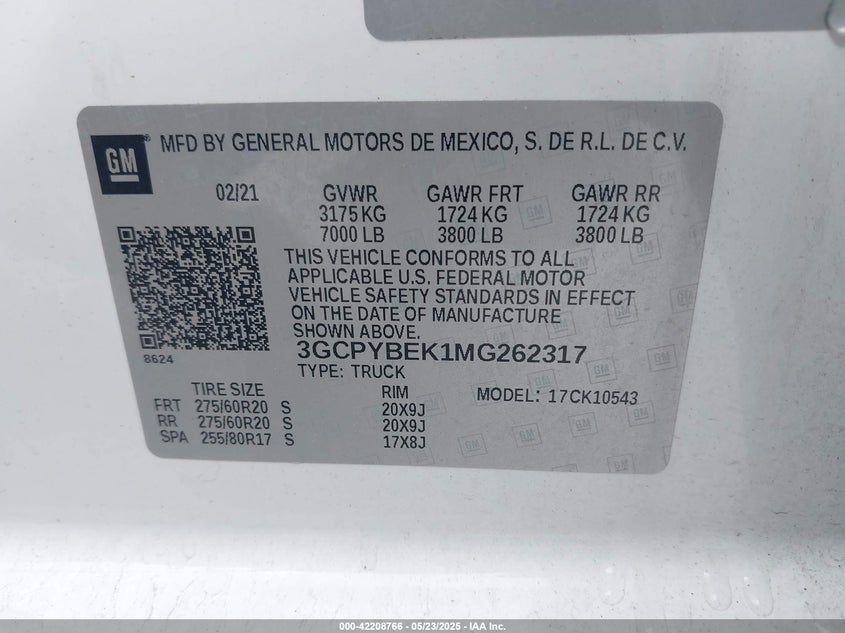 GM
MFD BY GENERAL MOTORS DE MEXICO, S. DE R.L. DE C.V.
02/21 GVWR GAWR FRT GAWR RR
3175 KG 1724 KG 1724 KG
7000 LB 3800 LB 3800 LB
THIS VEHICLE CONFORMS TO ALL
APPLICABLE U.S. FEDERAL MOTOR
VEHICLE SAFETY STANDARDS IN EFFECT
ON THE DATE OF MANUFACTURE
SHOWN ABOVE.
8624
3GCPYBEK1MG262317
TYPE: TRUCK
TIRE SIZE RIM MODEL: 17CK10543
FRT 275/60R20 S 20X9J
RR 275/60R20 S 20X9J
SPA 255/80R17 S 17X8J
000-42208766 - 05/23/2025 - IAA Inc.